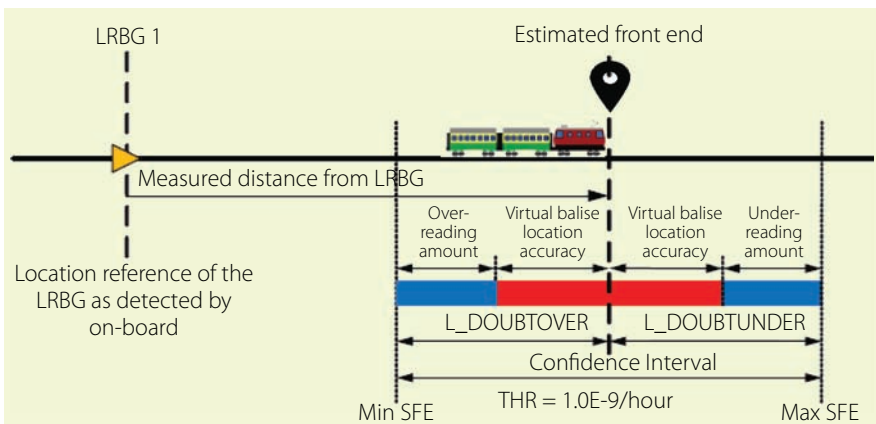 LRBG 1
Estimated front end
Measured distance from LRBG
Over-
reading
amount
Virtual balise
location
accuracy
Virtual balise
location
accuracy
Under-
reading
amount
Location reference of the
LRBG as detected by
on-board
L_DOUBTOVER
L_DOUBTUNDER
Confidence Interval
THR = 1.0E-9/hour
Min SFE
Max SFE